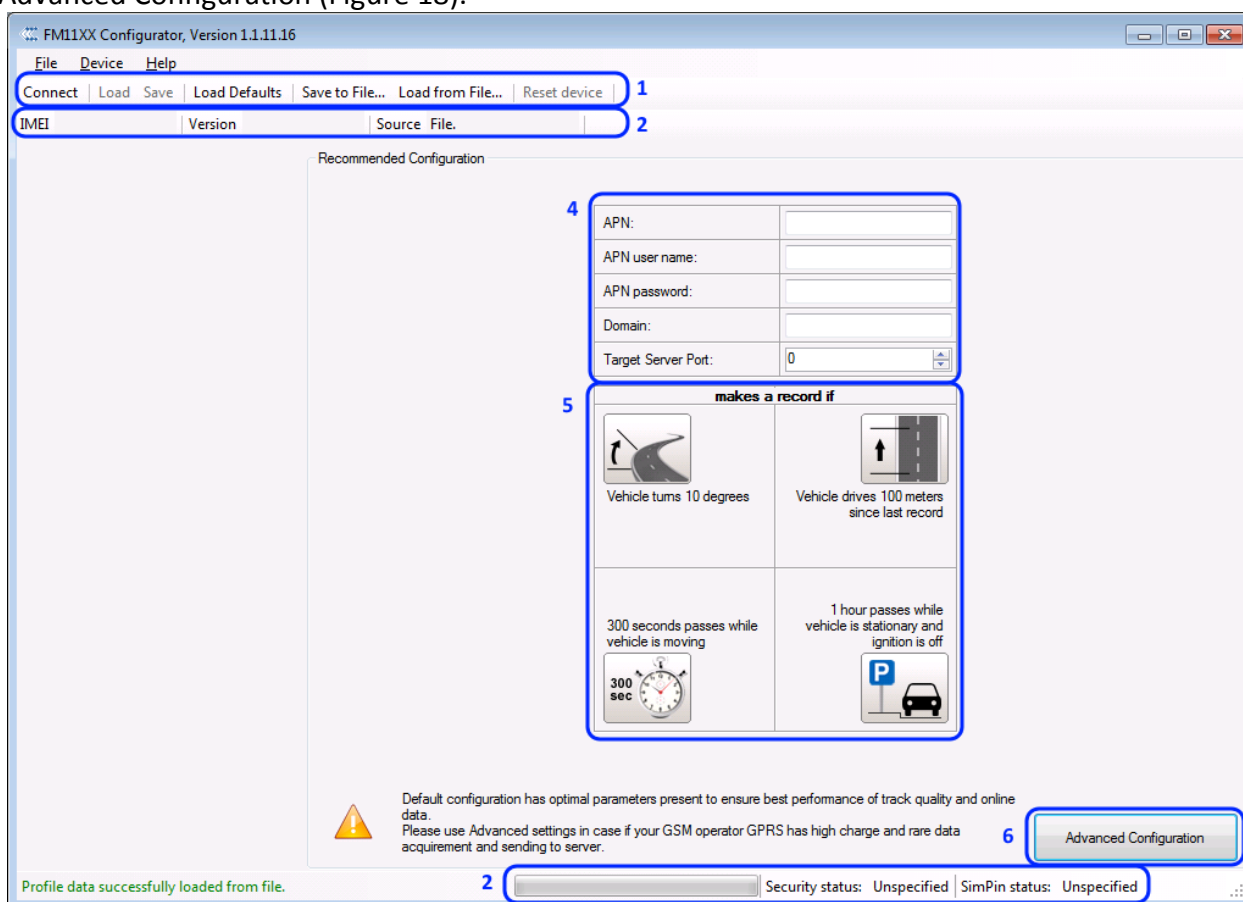 Advanced Configuration (Figure 18).
FM11XX Configurator, Version 1.1.11.16
File Device Help
Connect Load Save Load Defaults Save to File... Load from File... Reset device 1
IMEI Version Source File. 2
Recommended Configuration
4
APN:
APN user name:
APN password:
Domain:
Target Server Port: 0
5
makes a record if
Vehicle turns 10 degrees
Vehicle drives 100 meters
since last record
300 seconds passes while
vehicle is moving
300
sec
1 hour passes while
vehicle is stationary and
ignition is off
P
Default configuration has optimal parameters present to ensure best performance of track quality and online
data.
Please use Advanced settings in case if your GSM operator GPRS has high charge and rare data
acquirement and sending to server.
6 Advanced Configuration
Profile data successfully loaded from file. 2 Security status: Unspecified SimPin status: Unspecified